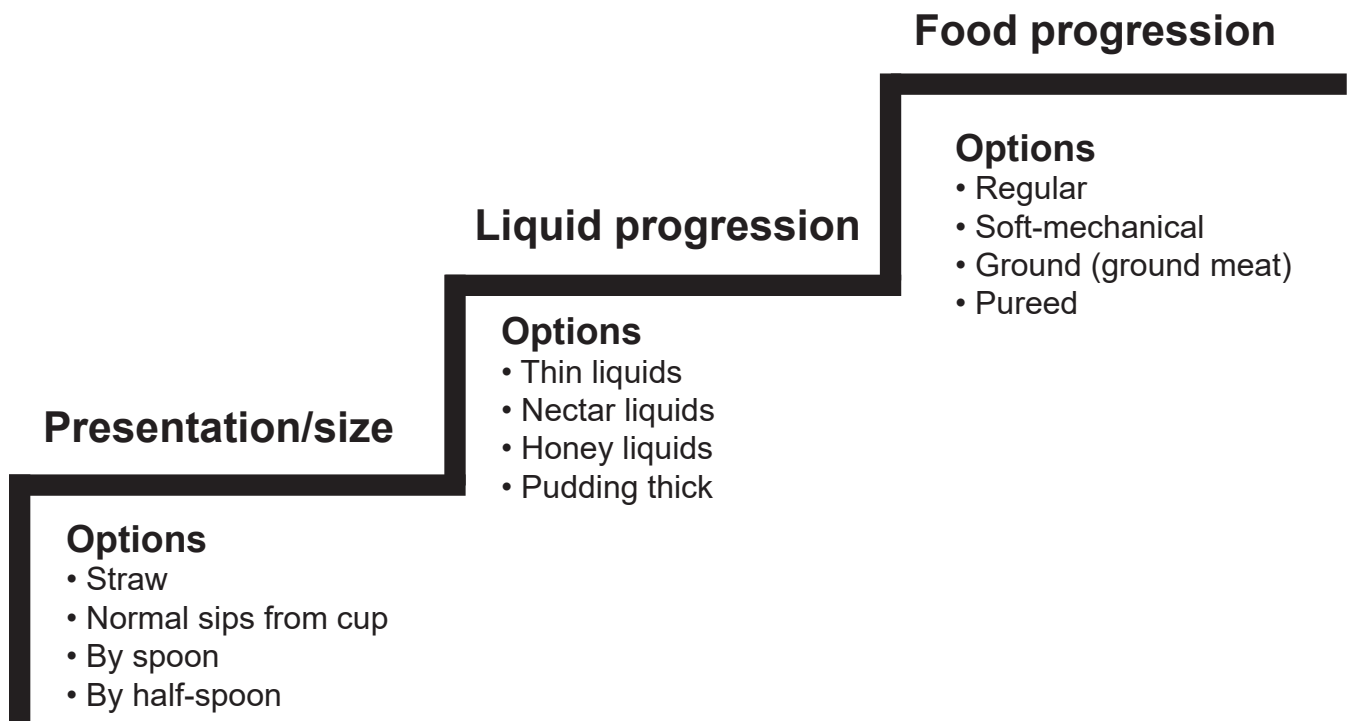 Food progression
Options
• Regular
• Soft-mechanical
• Ground (ground meat)
• Pureed
Liquid progression
Options
• Thin liquids
• Nectar liquids
• Honey liquids
• Pudding thick
Presentation/size
Options
• Straw
• Normal sips from cup
• By spoon
• By half-spoon